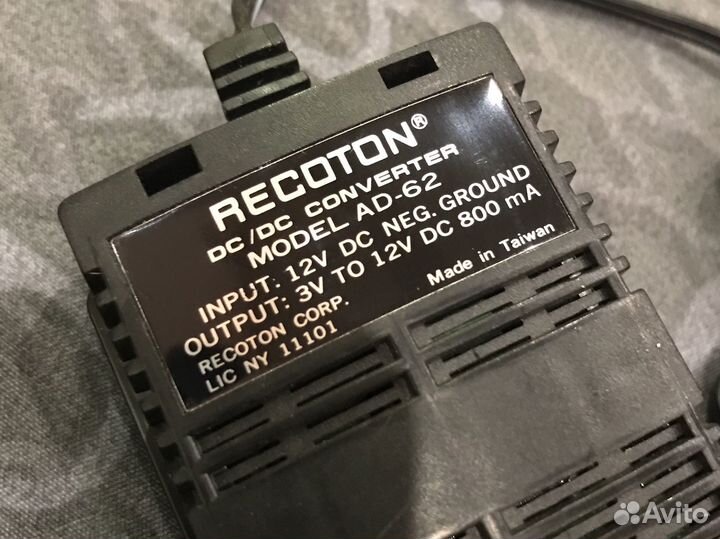 RECOTON®
DC/DC CONVERTER
MODEL AD-62
INPUT: 12V DC NEG. GROUND
OUTPUT: 3V TO 12V DC 800 mA
RECOTON CORP.
LIC NY 11101
Made in Taiwan
Avito